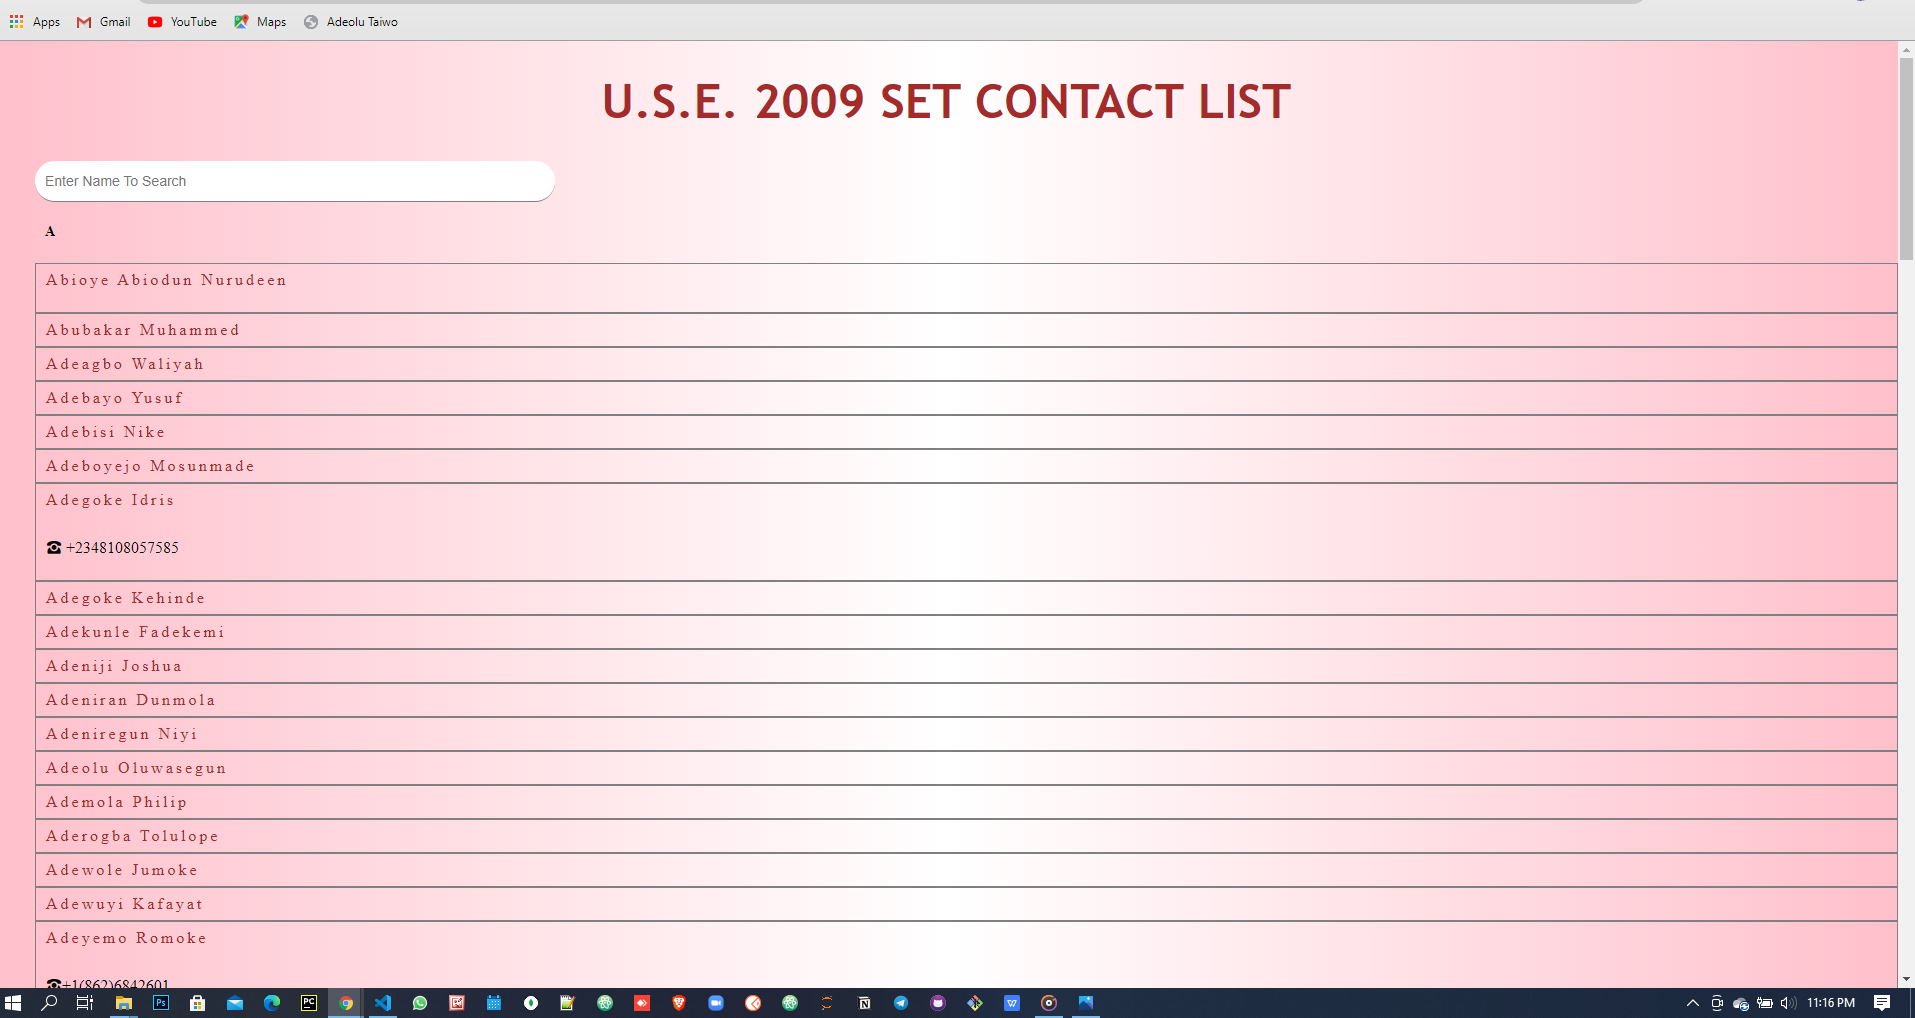 Apps Gmail YouTube Maps Adeolu Taiwo
U.S.E. 2009 SET CONTACT LIST
Enter Name To Search
A
Abioye Abiodun Nurudeen
Abubakar Muhammed
Adeagbo Waliyah
Adebayo Yusuf
Adebisi Nike
Adeboyejo Mosunmade
Adegoke Idris
☎ +2348108057585
Adegoke Kehinde
Adekunle Fadekemi
Adeniji Joshua
Adeniran Dunmola
Adeniregun Niyi
Adeolu Oluwasegun
Ademola Philip
Aderogba Tolulope
Adewole Jumoke
Adewuyi Kafayat
Adeyemo Romoke
☎+1(862)6842601
11:16 PM